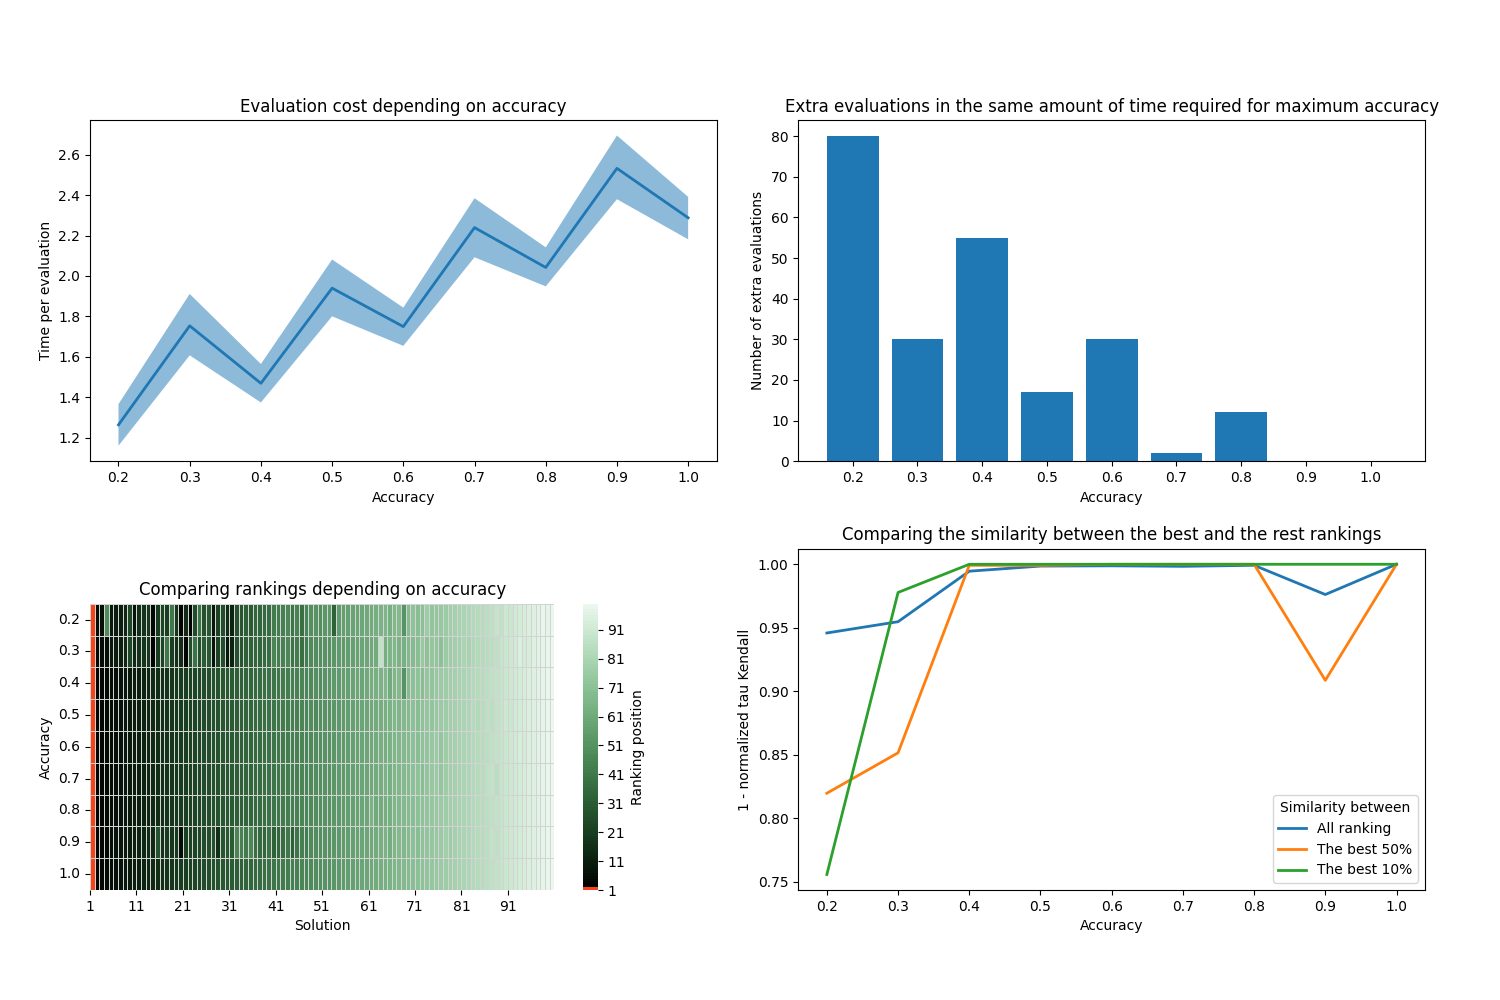 Evaluation cost depending on accuracy
Time per evaluation
2.6
2.4
2.2
2.0
1.8
1.6
1.4
1.2
0.2 0.3 0.4 0.5 0.6 0.7 0.8 0.9 1.0
Accuracy
Extra evaluations in the same amount of time required for maximum accuracy
Number of extra evaluations
80
70
60
50
40
30
20
10
0
0.2 0.3 0.4 0.5 0.6 0.7 0.8 0.9 1.0
Accuracy
Comparing rankings depending on accuracy
Accuracy
0.2
0.3
0.4
0.5
0.6
0.7
0.8
0.9
1.0
1 11 21 31 41 51 61 71 81 91
Solution
91
81
71
61
51
41
31
21
11
1
Ranking position
Comparing the similarity between the best and the rest rankings
1 - normalized tau Kendall
1.00
0.95
0.90
0.85
0.80
0.75
0.2 0.3 0.4 0.5 0.6 0.7 0.8 0.9 1.0
Accuracy
Similarity between
All ranking
The best 50%
The best 10%